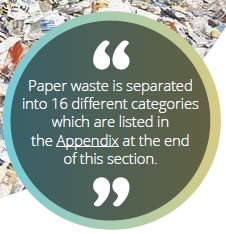 “
Paper waste is separated
into 16 different categories
which are listed in
the Appendix at the end
of this section.
”